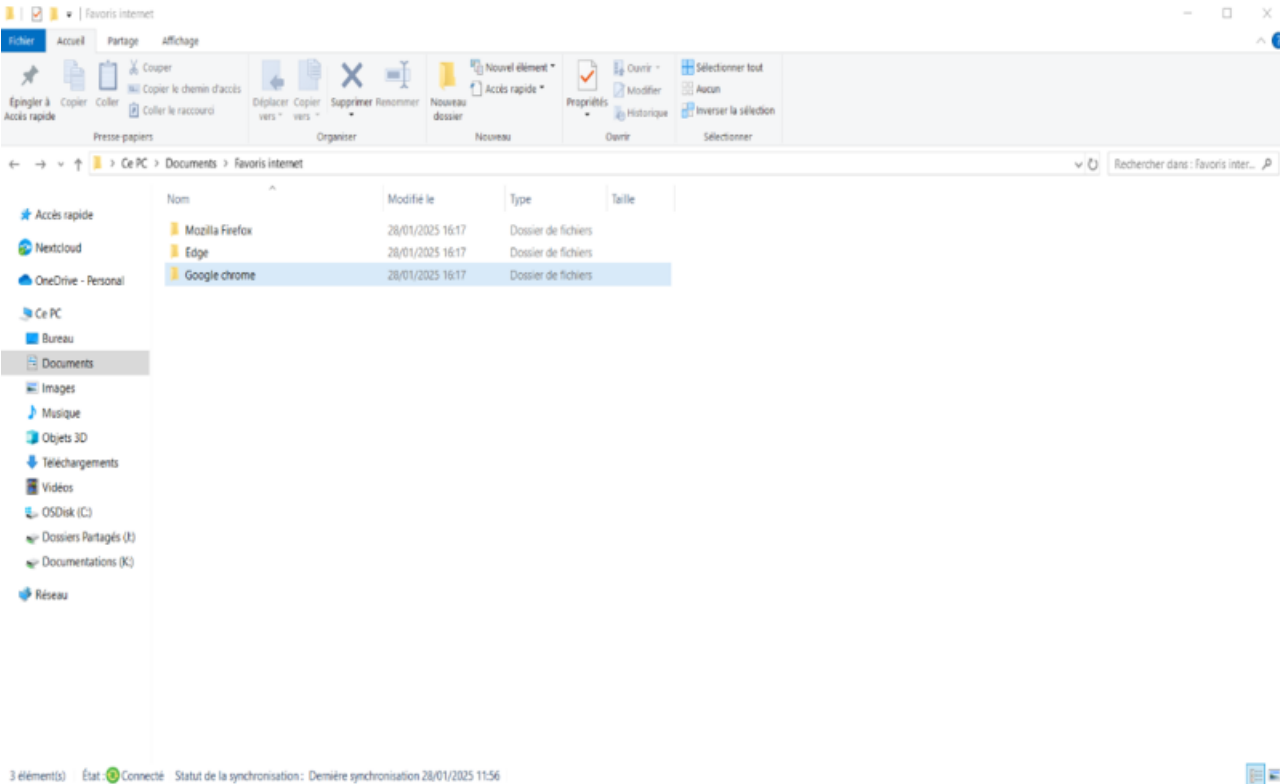 Favoris internet
Fichier Accueil Partage Affichage
Épingler à Accès rapide
Copier
Coller
Couper
Copier le chemin d'accès
Coller le raccourci
Déplacer vers
Copier vers
Supprimer
Renommer
Nouveau dossier
Nouvel élément
Accès rapide
Propriétés
Ouvrir
Modifier
Historique
Sélectionner tout
Aucun
Inverser la sélection
Presse-papiers Organiser Nouveau Ouvrir Sélectionner
Ce PC > Documents > Favoris internet
Rechercher dans : Favoris inter...
Accès rapide
Nextcloud
OneDrive - Personal
Ce PC
Bureau
Documents
Images
Musique
Objets 3D
Téléchargements
Vidéos
OSDisk (C:)
Dossiers Partagés (I:)
Documentations (K:)
Réseau
Nom Modifié le Type Taille
Mozilla Firefox 28/01/2025 16:17 Dossier de fichiers
Edge 28/01/2025 16:17 Dossier de fichiers
Google chrome 28/01/2025 16:17 Dossier de fichiers
3 élément(s) État : Connecté Statut de la synchronisation : Dernière synchronisation 28/01/2025 11:56